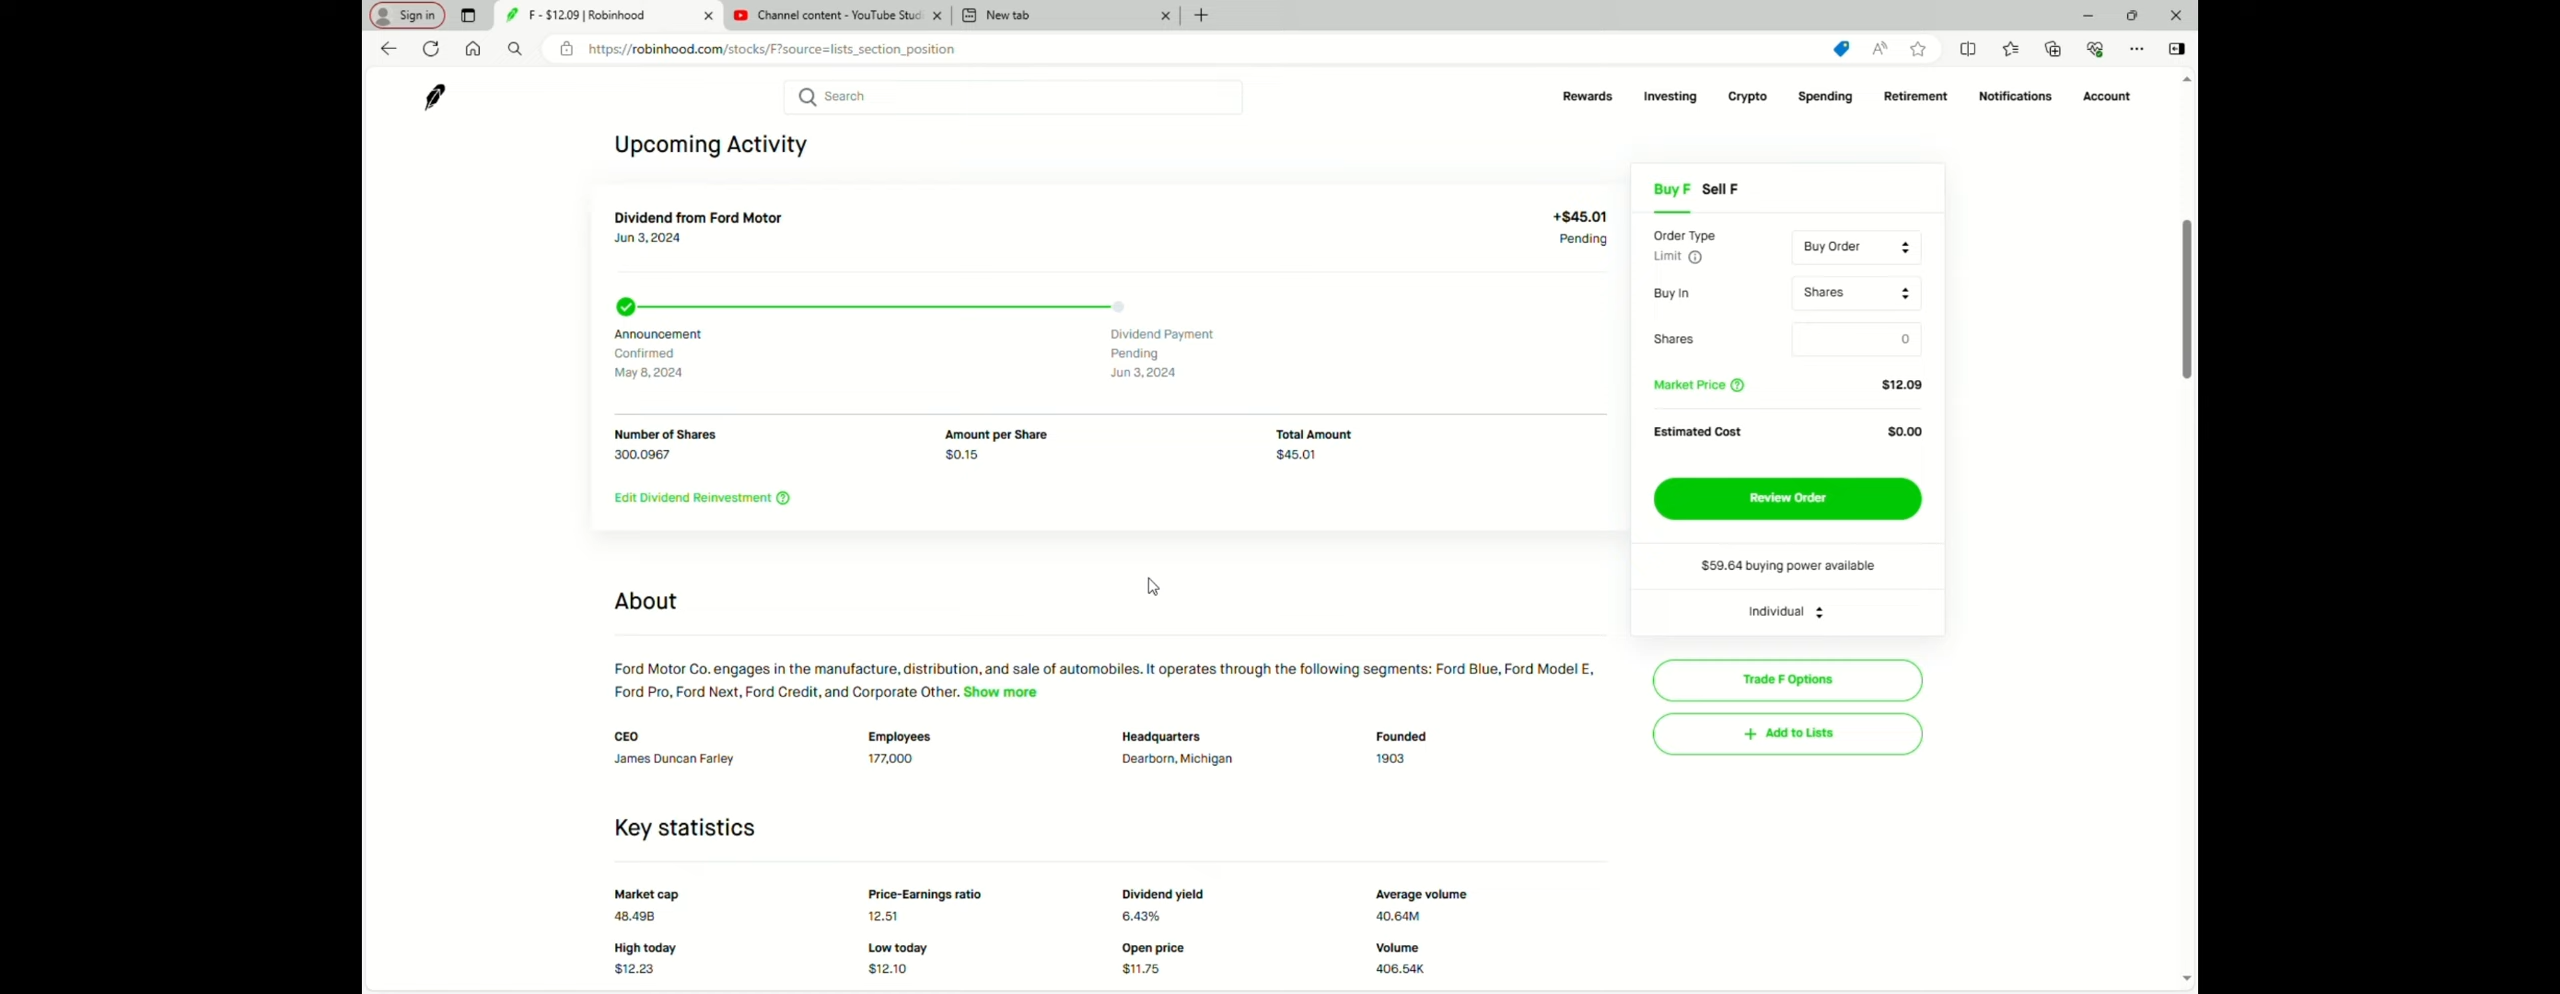 Sign in
F - $12.09 | Robinhood
Channel content - YouTube Stud
New tab
https://robinhood.com/stocks/F?source=lists_section_position
Search
Rewards Investing Crypto Spending Retirement Notifications Account
Upcoming Activity
Dividend from Ford Motor +$45.01
Jun 3, 2024 Pending
Announcement Dividend Payment
Confirmed Pending
May 8, 2024 Jun 3, 2024
Number of Shares Amount per Share Total Amount
300.0967 $0.15 $45.01
Edit Dividend Reinvestment ?
About
Ford Motor Co. engages in the manufacture, distribution, and sale of automobiles. It operates through the following segments: Ford Blue, Ford Model E,
Ford Pro, Ford Next, Ford Credit, and Corporate Other. Show more
CEO Employees Headquarters Founded
James Duncan Farley 177,000 Dearborn, Michigan 1903
Key statistics
Market cap Price-Earnings ratio Dividend yield Average volume
48.49B 12.51 6.43% 40.64M
High today Low today Open price Volume
$12.23 $12.10 $11.75 406.54K
Buy F Sell F
Order Type Buy Order
Limit
Buy In Shares
Shares 0
Market Price ? $12.09
Estimated Cost $0.00
Review Order
$59.64 buying power available
Individual
Trade F Options
+ Add to Lists